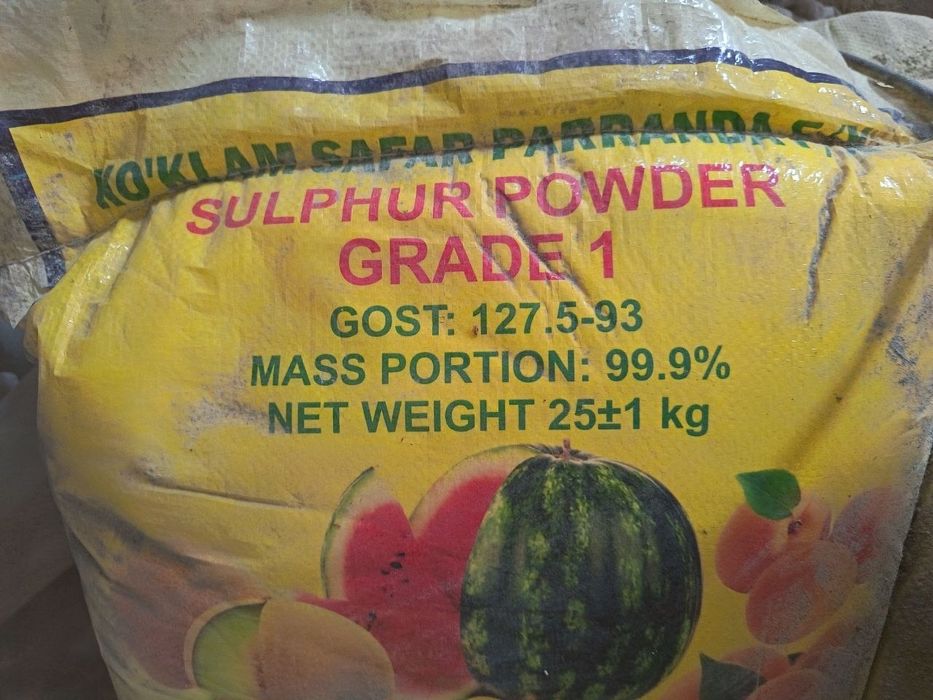 KO'KLAM SAFAR PARRANDA F/X
SULPHUR POWDER
GRADE 1
GOST: 127.5-93
MASS PORTION: 99.9%
NET WEIGHT 25±1 kg